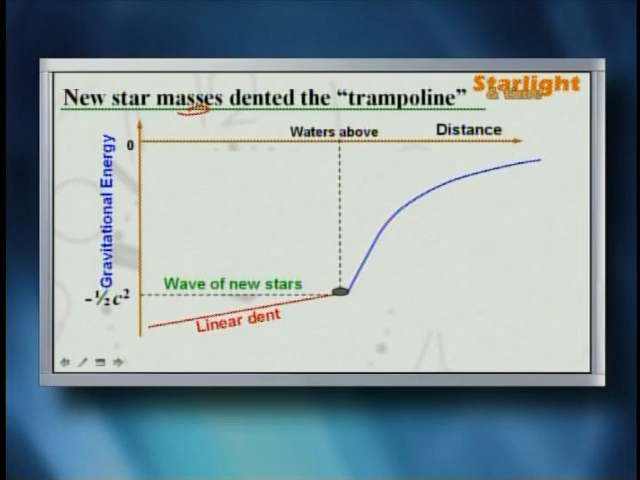 Starlight
& time
New star masses dented the “trampoline”
Waters above
Distance
0
Gravitational Energy
Wave of new stars
-½c²
Linear dent